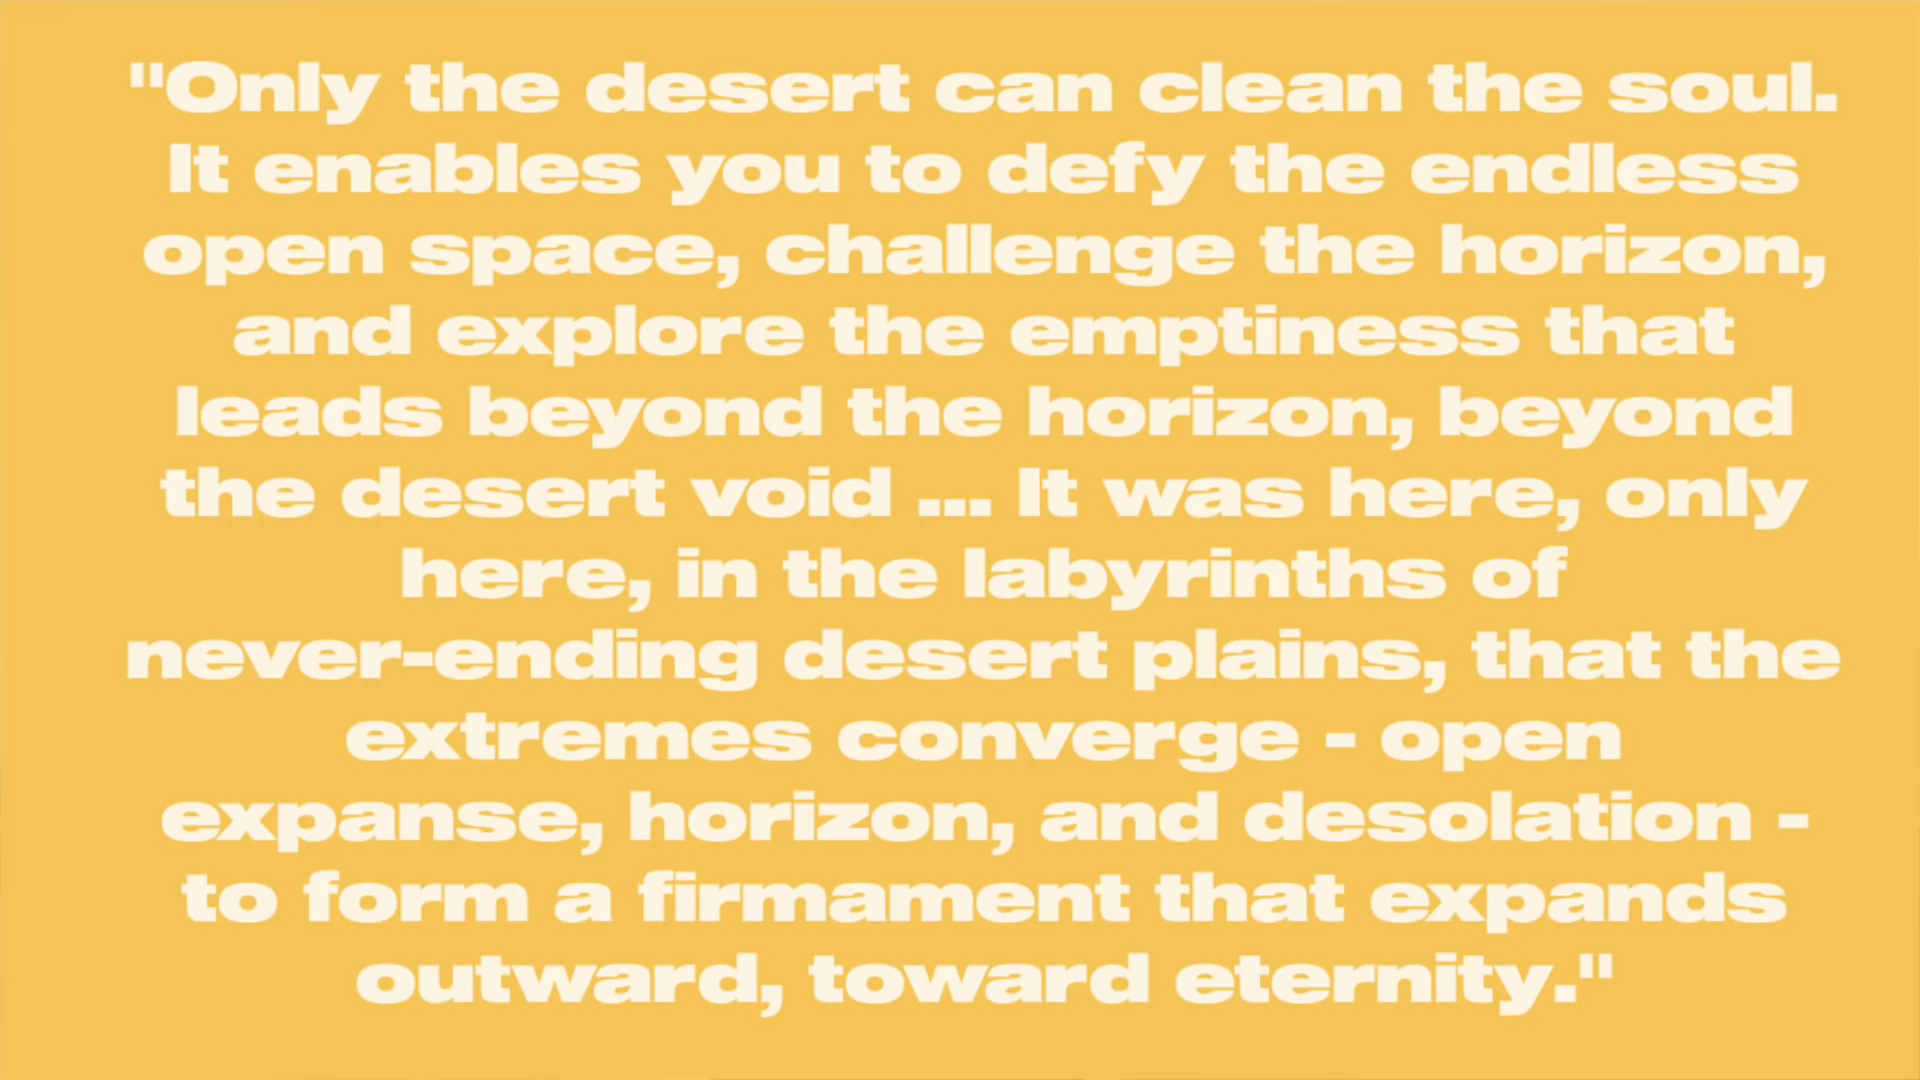 "Only the desert can clean the soul.
It enables you to defy the endless
open space, challenge the horizon,
and explore the emptiness that
leads beyond the horizon, beyond
the desert void ... It was here, only
here, in the labyrinths of
never-ending desert plains, that the
extremes converge - open
expanse, horizon, and desolation -
to form a firmament that expands
outward, toward eternity."